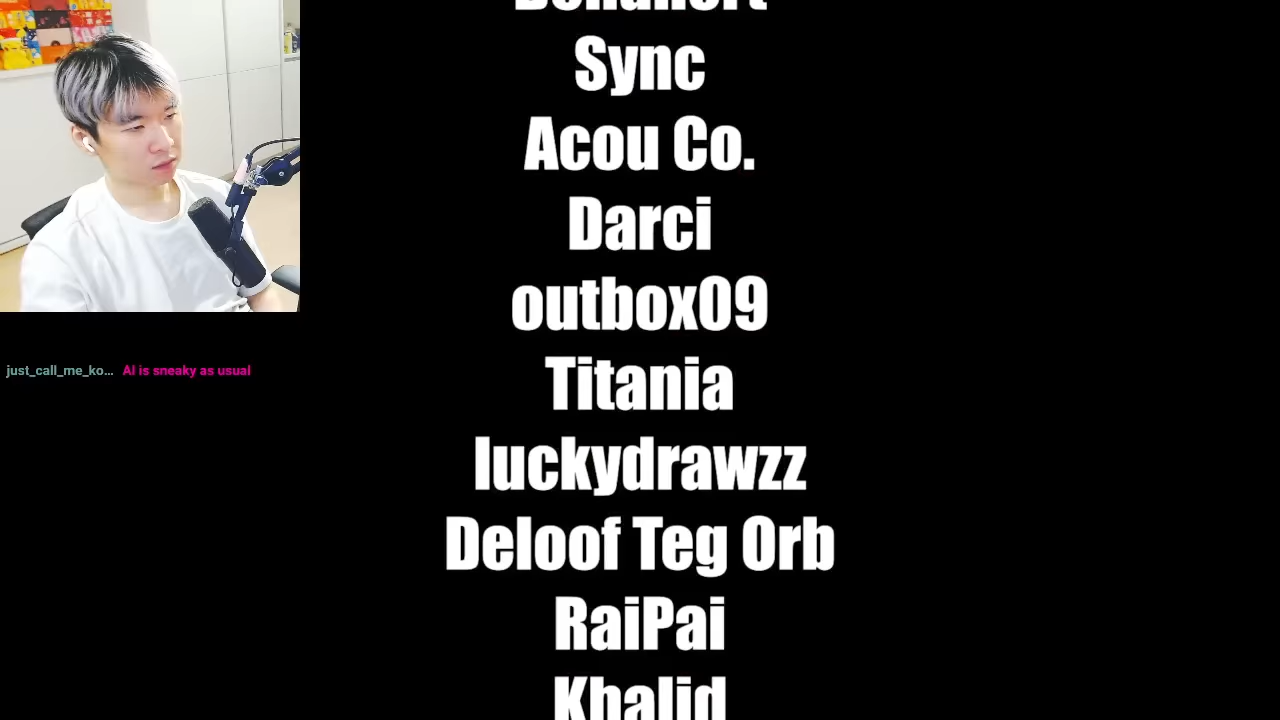 Sync
Acou Co.
Darci
outbox09
Titania
luckydrawzz
Deloof Teg Orb
RaiPai
Khalid
just_call_me_ko... AI is sneaky as usual